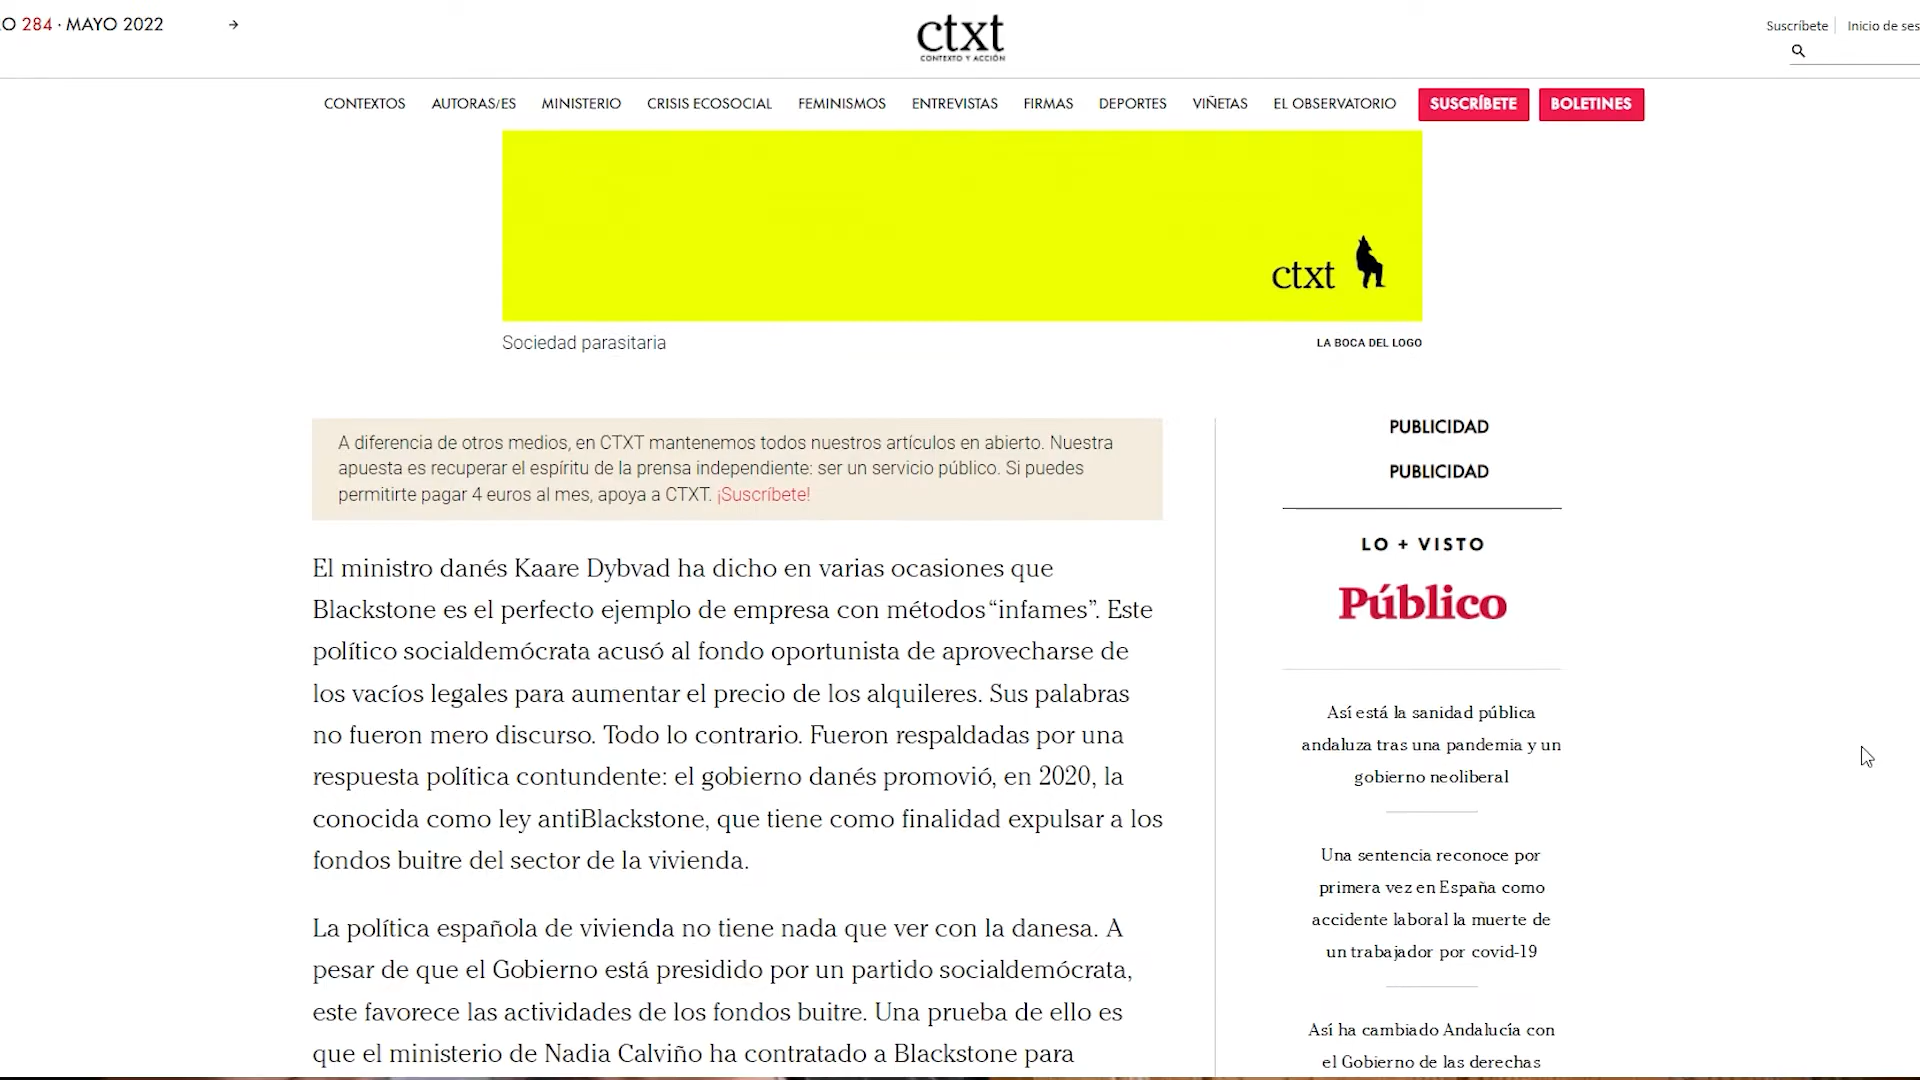 O 284 · MAYO 2022
→
ctxt
CONTEXTO Y ACCIÓN
Suscríbete
Inicio de ses
CONTEXTOS AUTORAS/ES MINISTERIO CRISIS ECOSOCIAL FEMINISMOS ENTREVISTAS FIRMAS DEPORTES VIÑETAS EL OBSERVATORIO SUSCRÍBETE BOLETINES
ctxt
Sociedad parasitaria
LA BOCA DEL LOGO
A diferencia de otros medios, en CTXT mantenemos todos nuestros artículos en abierto. Nuestra
apuesta es recuperar el espíritu de la prensa independiente: ser un servicio público. Si puedes
permitirte pagar 4 euros al mes, apoya a CTXT. ¡Suscríbete!
El ministro danés Kaare Dybvad ha dicho en varias ocasiones que
Blackstone es el perfecto ejemplo de empresa con métodos “infames”. Este
político socialdemócrata acusó al fondo oportunista de aprovecharse de
los vacíos legales para aumentar el precio de los alquileres. Sus palabras
no fueron mero discurso. Todo lo contrario. Fueron respaldadas por una
respuesta política contundente: el gobierno danés promovió, en 2020, la
conocida como ley antiBlackstone, que tiene como finalidad expulsar a los
fondos buitre del sector de la vivienda.
La política española de vivienda no tiene nada que ver con la danesa. A
pesar de que el Gobierno está presidido por un partido socialdemócrata,
este favorece las actividades de los fondos buitre. Una prueba de ello es
que el ministerio de Nadia Calviño ha contratado a Blackstone para
PUBLICIDAD
PUBLICIDAD
LO + VISTO
Público
Así está la sanidad pública
andaluza tras una pandemia y un
gobierno neoliberal
Una sentencia reconoce por
primera vez en España como
accidente laboral la muerte de
un trabajador por covid-19
Así ha cambiado Andalucía con
el Gobierno de las derechas